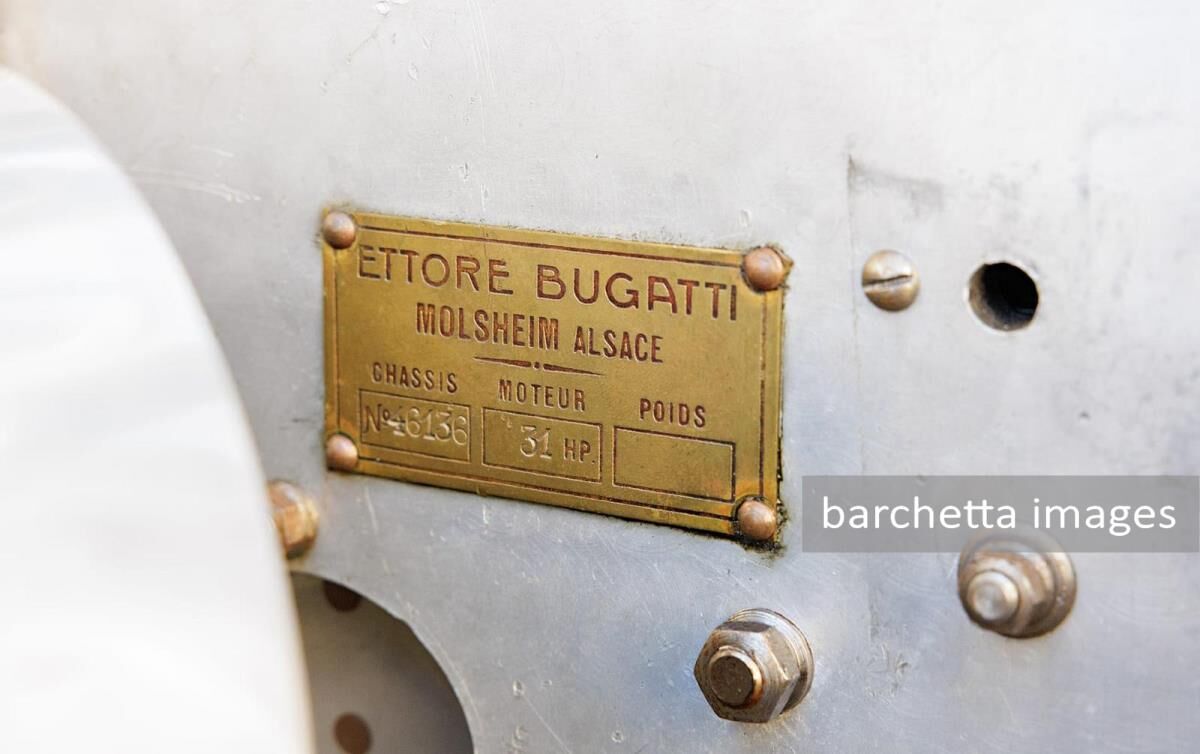 ETTORE BUGATTI
MOLSHEIM ALSACE
CHASSIS MOTEUR POIDS
Nº46136 31 HP.
barchetta images